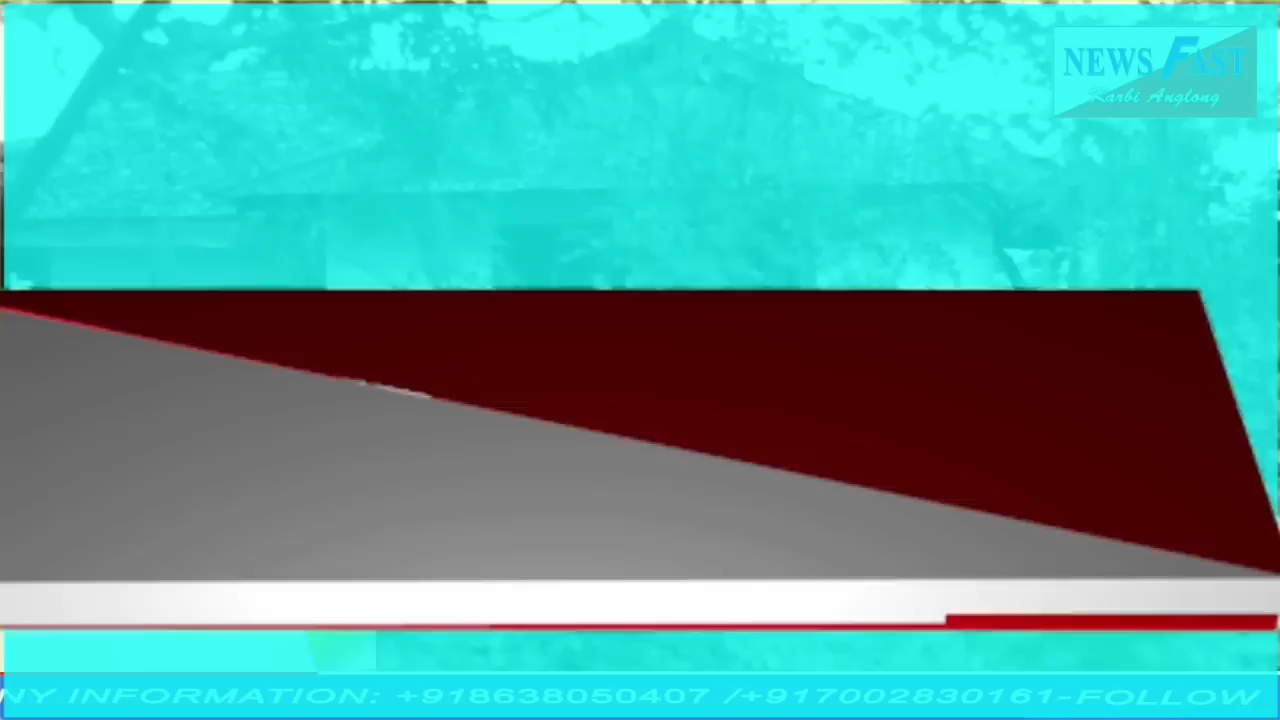 NEWS FAST
Karbi Anglong
NY INFORMATION: +918638050407 /+917002830161-FOLLOW